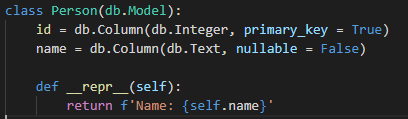 class Person(db.Model):
    id = db.Column(db.Integer, primary_key = True)
    name = db.Column(db.Text, nullable = False)

    def __repr__(self):
        return f'Name: {self.name}'